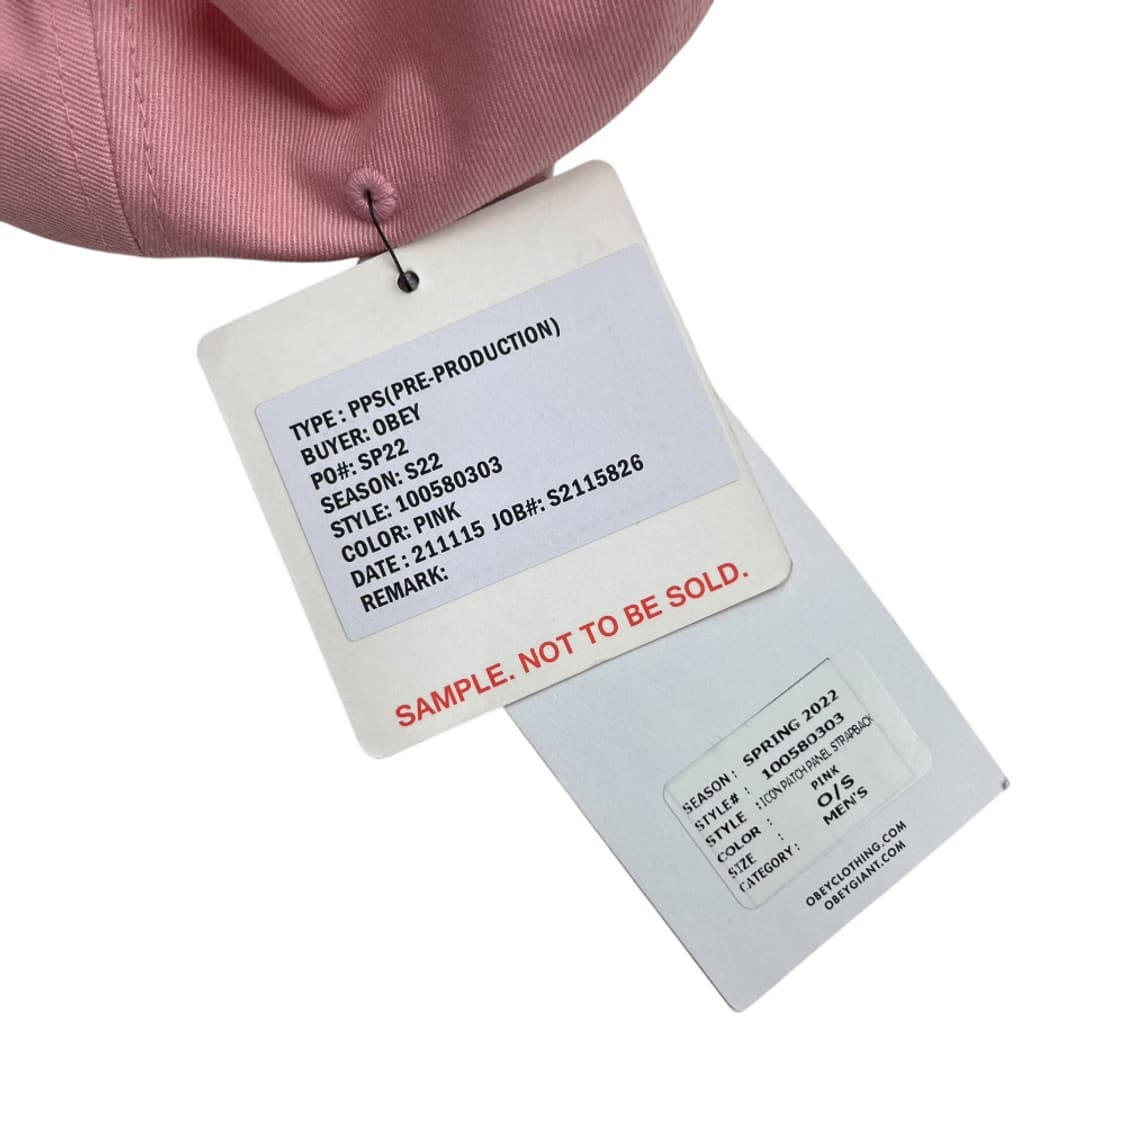 TYPE : PPS(PRE-PRODUCTION)
BUYER: OBEY
PO#: SP22
SEASON: S22
STYLE: 100580303
COLOR: PINK
DATE : 211115 JOB#: S2115826
REMARK:
SAMPLE. NOT TO BE SOLD.
SEASON : SPRING 2022
STYLE# : 100580303
STYLE : ICON PATCH PANEL STRAPBACK
COLOR : PINK
SIZE : O/S
CATEGORY : MEN'S
OBEYCLOTHING.COM
OBEYGIANT.COM